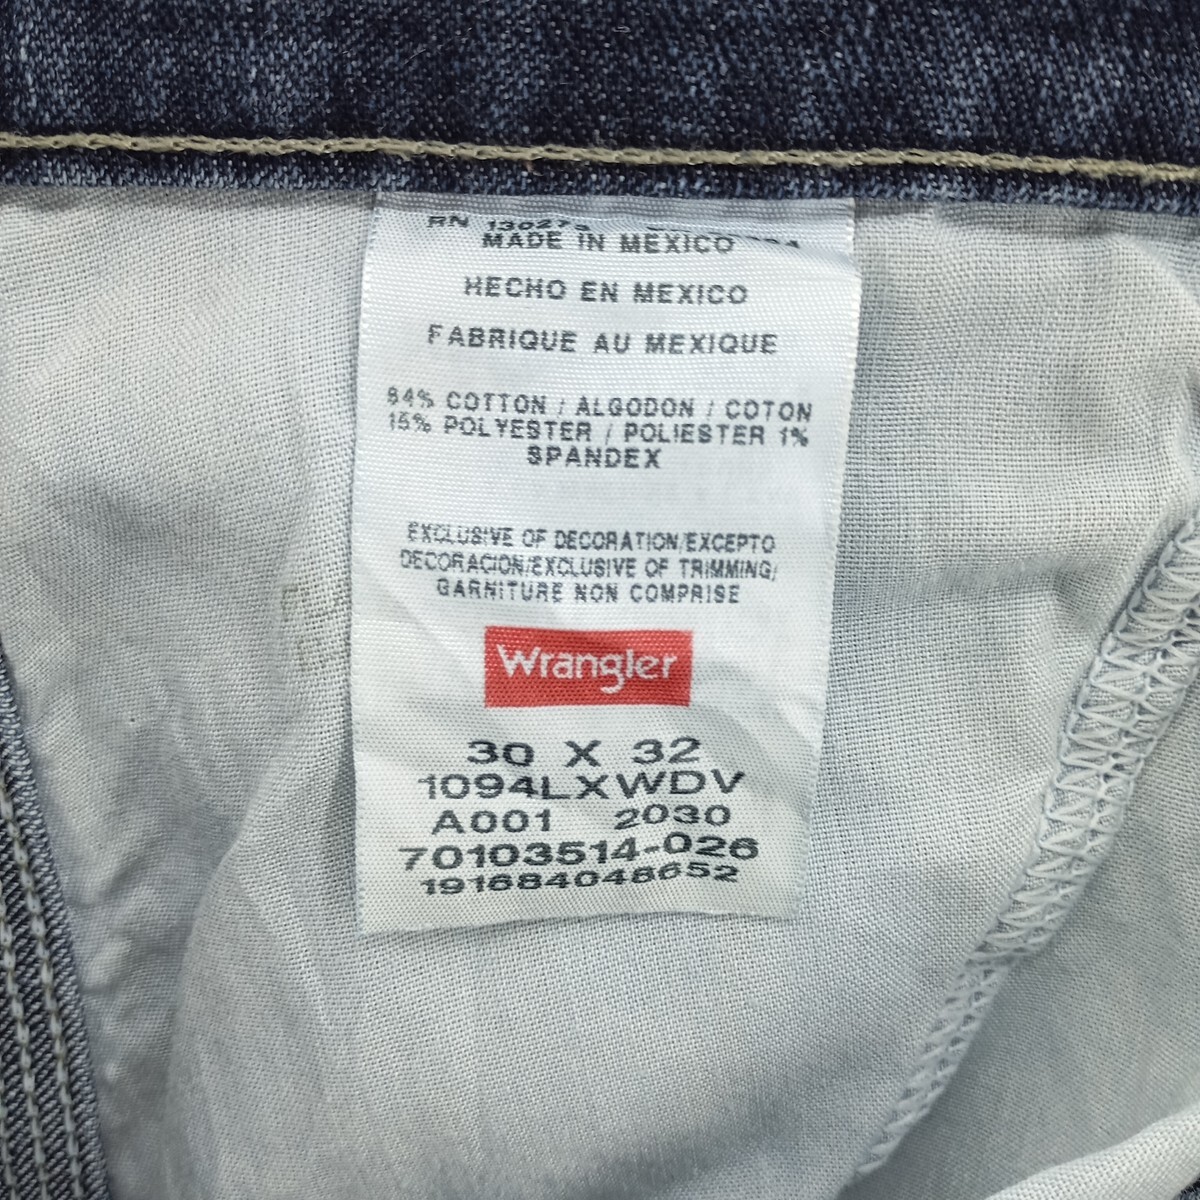 RN 130273
MADE IN MEXICO
HECHO EN MEXICO
FABRIQUE AU MEXIQUE
84% COTTON / ALGODON / COTON
15% POLYESTER / POLIESTER 1%
SPANDEX
EXCLUSIVE OF DECORATION/EXCEPTO
DECORACION/EXCLUSIVE OF TRIMMING/
GARNITURE NON COMPRISE
Wrangler
30 X 32
1094LXWDV
A001 2030
70103514-026
191684048652